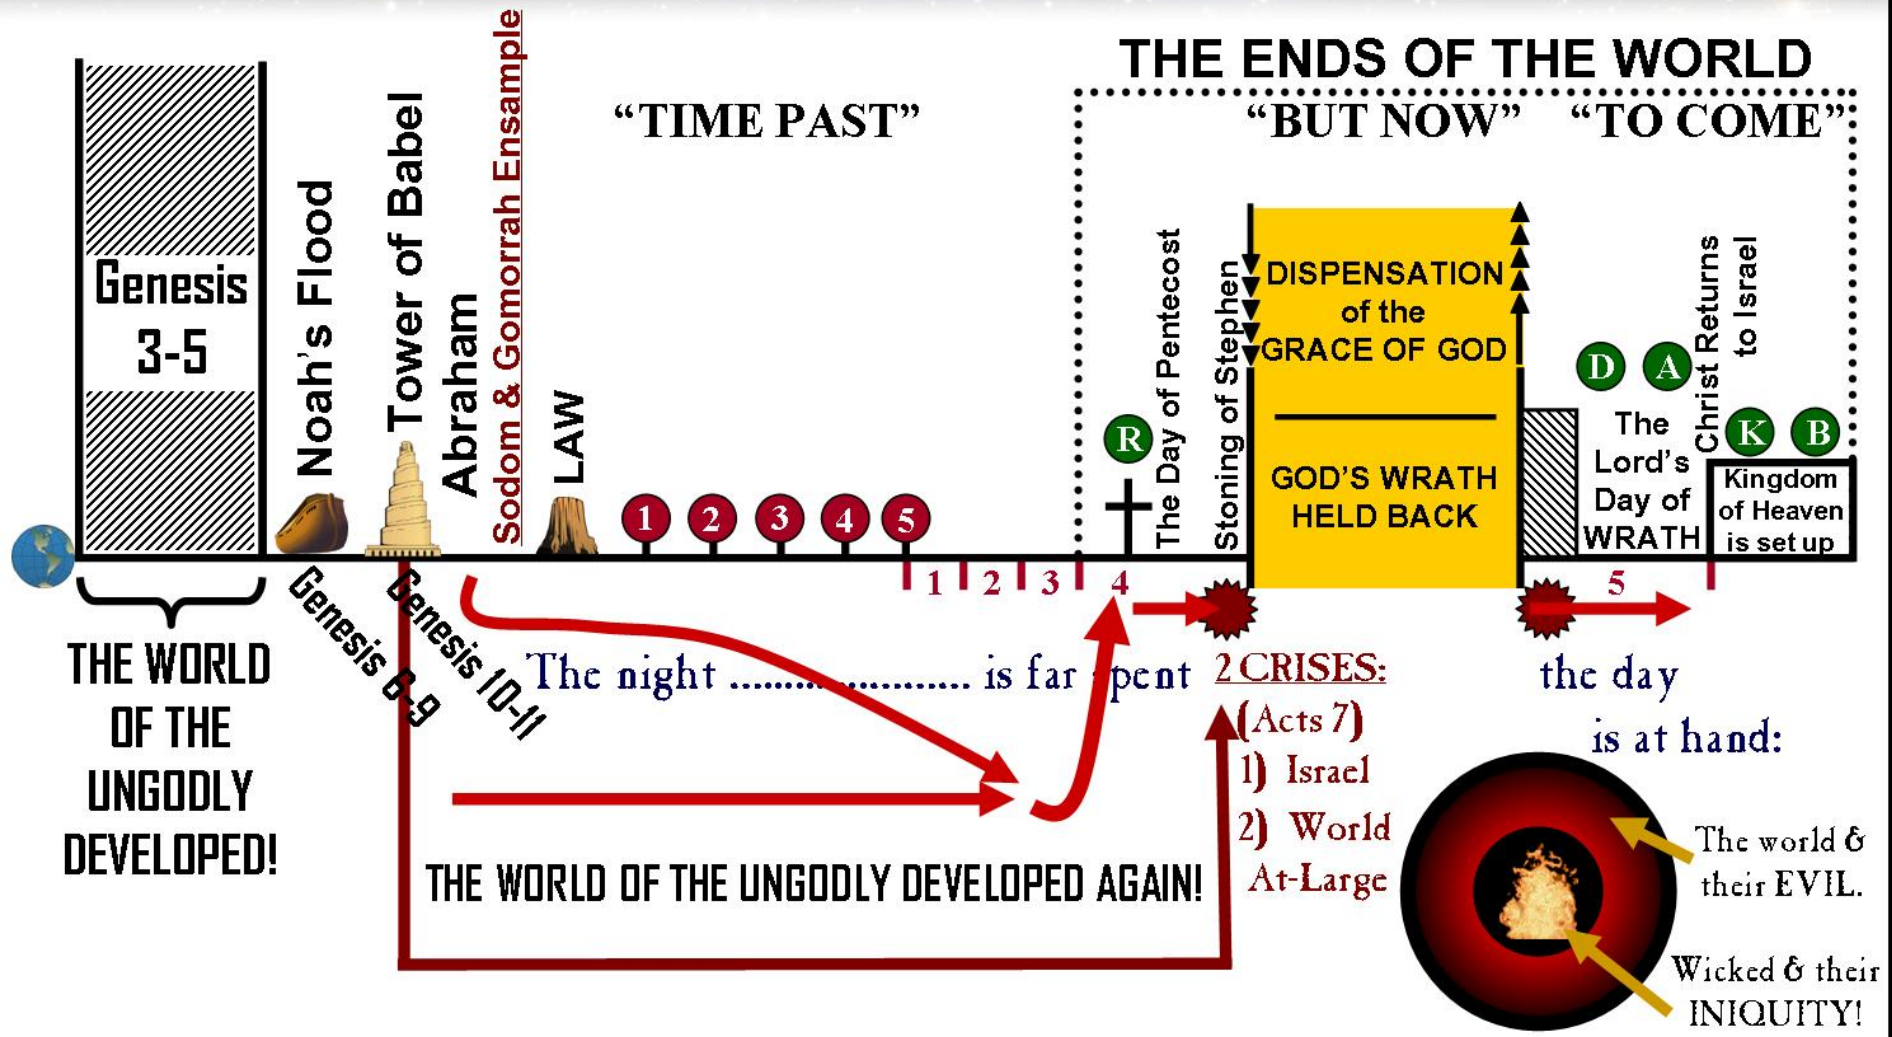 THE ENDS OF THE WORLD
“TIME PAST”
“BUT NOW”
“TO COME”
Genesis
3-5
Noah's Flood
Tower of Babel
Abraham
Sodom & Gomorrah Ensample
LAW
1
2
3
4
5
R
The Day of Pentecost
Stoning of Stephen
DISPENSATION
of the
GRACE OF GOD
GOD'S WRATH
HELD BACK
D
A
The
Lord's
Day of
WRATH
Christ Returns
to Israel
K
B
Kingdom
of Heaven
is set up
1
2
3
4
5
THE WORLD
OF THE
UNGODLY
DEVELOPED!
Genesis 6-9
Genesis 10-11
The night ...................... is far spent
2 CRISES:
(Acts 7)
1) Israel
2) World
At-Large
the day
is at hand:
THE WORLD OF THE UNGODLY DEVELOPED AGAIN!
The world &
their EVIL.
Wicked & their
INIQUITY!